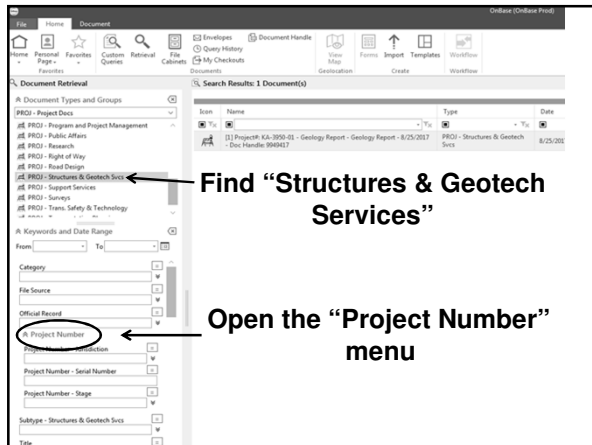 OnBase (OnBase Prod)
File Home Document
Home Personal Page Favorites Custom Queries Retrieval File Cabinets
Envelopes Document Handle
Query History
My Checkouts
View Map Forms Import Templates Workflow
Favorites Documents Geolocation Create Workflow
Document Retrieval
Search Results: 1 Document(s)
Document Types and Groups
PROJ - Project Docs
PROJ - Program and Project Management
PROJ - Public Affairs
PROJ - Research
PROJ - Right of Way
PROJ - Road Design
PROJ - Structures & Geotech Svcs
PROJ - Support Services
PROJ - Surveys
PROJ - Trans. Safety & Technology
Icon Name Type Date
[1] Project#: KA-3950-01 - Geology Report - Geology Report - 8/25/2017
- Doc Handle: 9949417
PROJ - Structures & Geotech
Svcs
8/25/201
Find “Structures & Geotech
Services”
Keywords and Date Range
From To
Category
File Source
Official Record
Project Number
Project Number - Jurisdiction
Project Number - Serial Number
Project Number - Stage
Subtype - Structures & Geotech Svcs
Title
Open the “Project Number”
menu